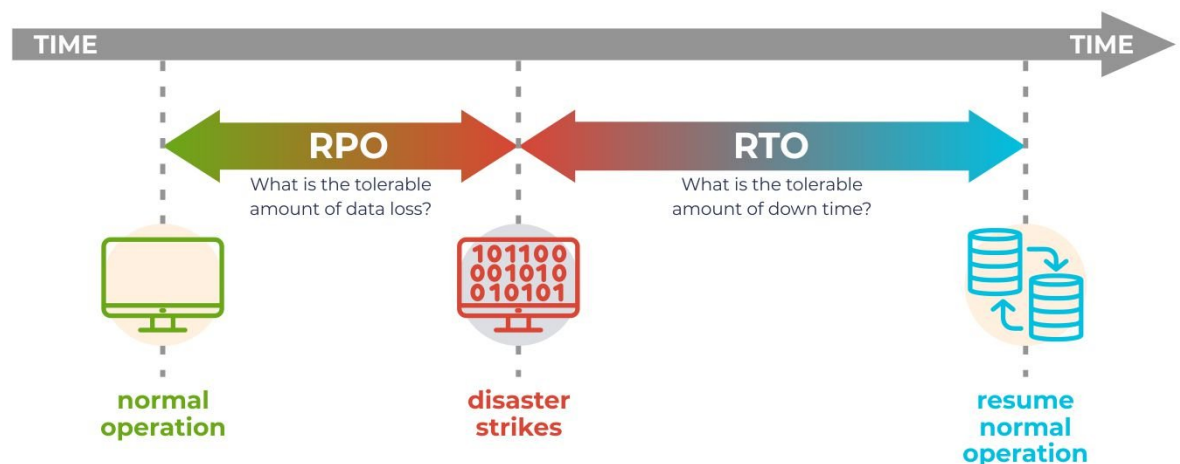 TIME
TIME
RPO
RTO
What is the tolerable
amount of data loss?
What is the tolerable
amount of down time?
101100
001010
010101
normal
operation
disaster
strikes
resume
normal
operation